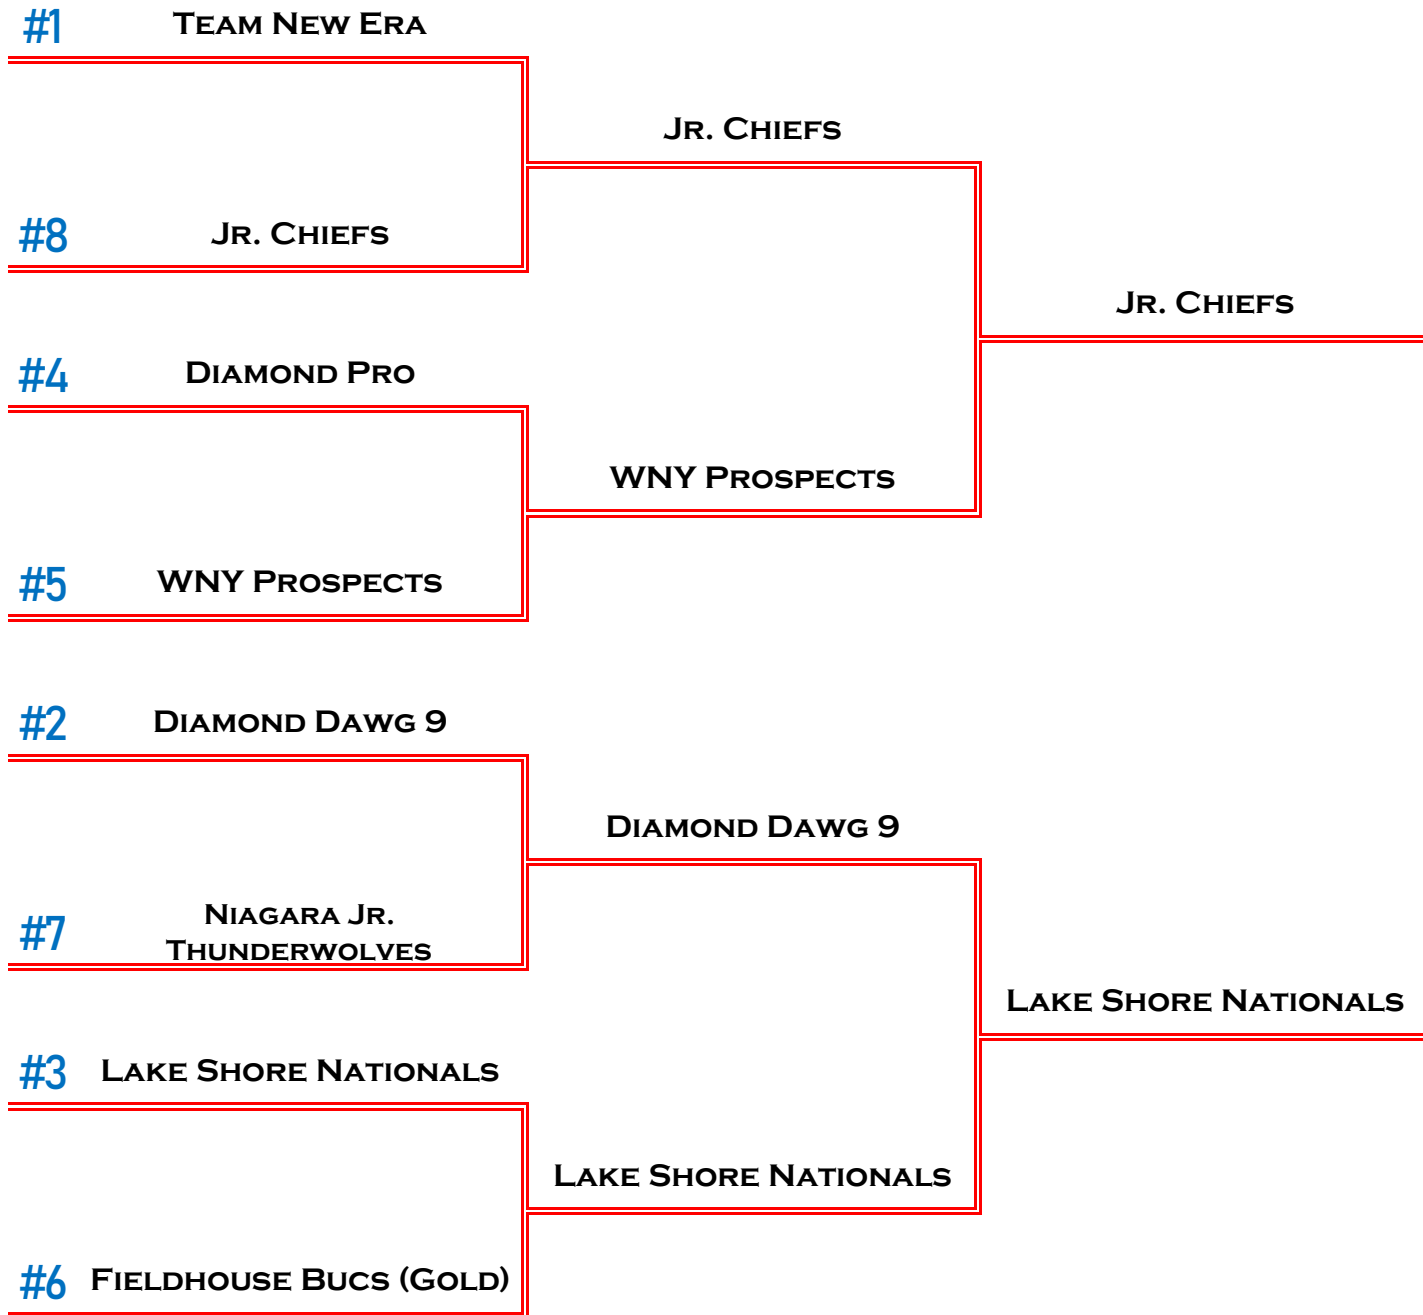 #1 Team New Era
Jr. Chiefs
#8 Jr. Chiefs
Jr. Chiefs
#4 Diamond Pro
WNY Prospects
#5 WNY Prospects
#2 Diamond Dawg 9
Diamond Dawg 9
#7 Niagara Jr.
Thunderwolves
Lake Shore Nationals
#3 Lake Shore Nationals
Lake Shore Nationals
#6 Fieldhouse Bucs (Gold)